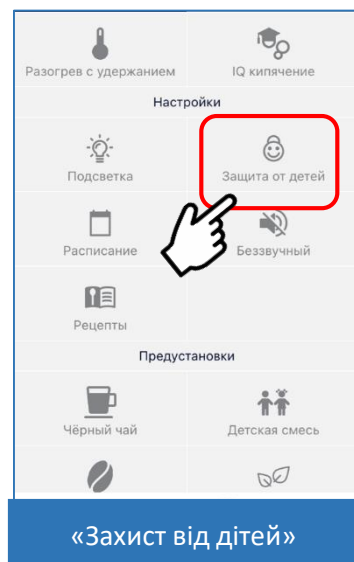 Разогрев с удержанием IQ кипячение
Настройки
Подсветка Защита от детей
Расписание Беззвучный
Рецепты
Предустановки
Чёрный чай Детская смесь
«Захист від дітей»